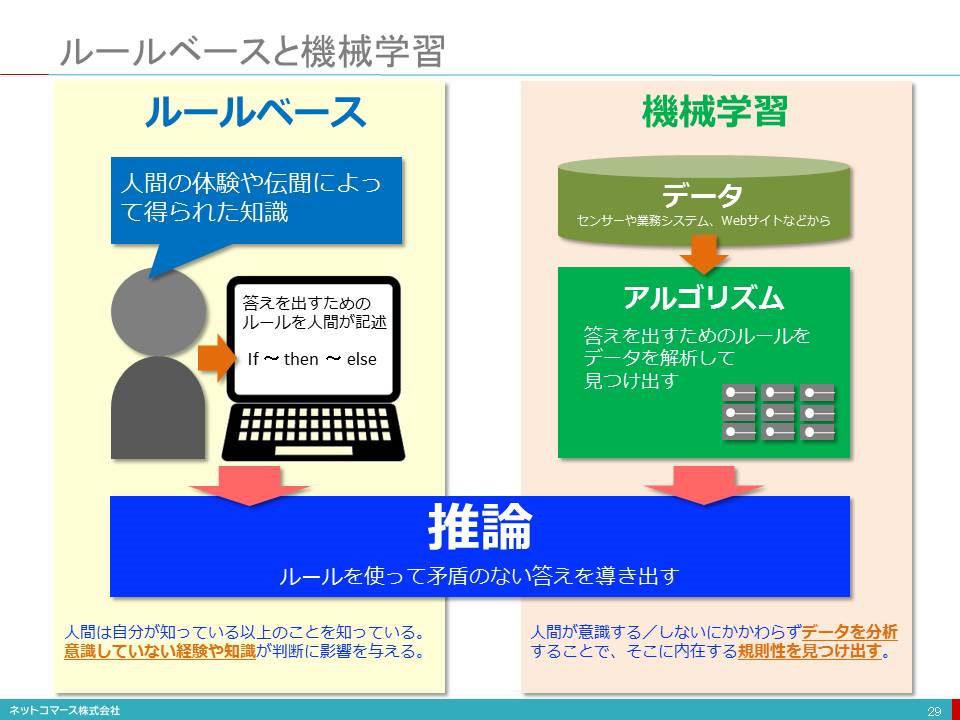 ルールベースと機械学習
ルールベース
人間の体験や伝聞によっ
て得られた知識
答えを出すための
ルールを人間が記述
If 〜 then 〜 else
機械学習
データ
センサーや業務システム、Webサイトなどから
アルゴリズム
答えを出すためのルールを
データを解析して
見つけ出す
推論
ルールを使って矛盾のない答えを導き出す
人間は自分が知っている以上のことを知っている。
意識していない経験や知識が判断に影響を与える。
人間が意識する／しないにかかわらずデータを分析
することで、そこに内在する規則性を見つけ出す。
ネットコマース株式会社
29